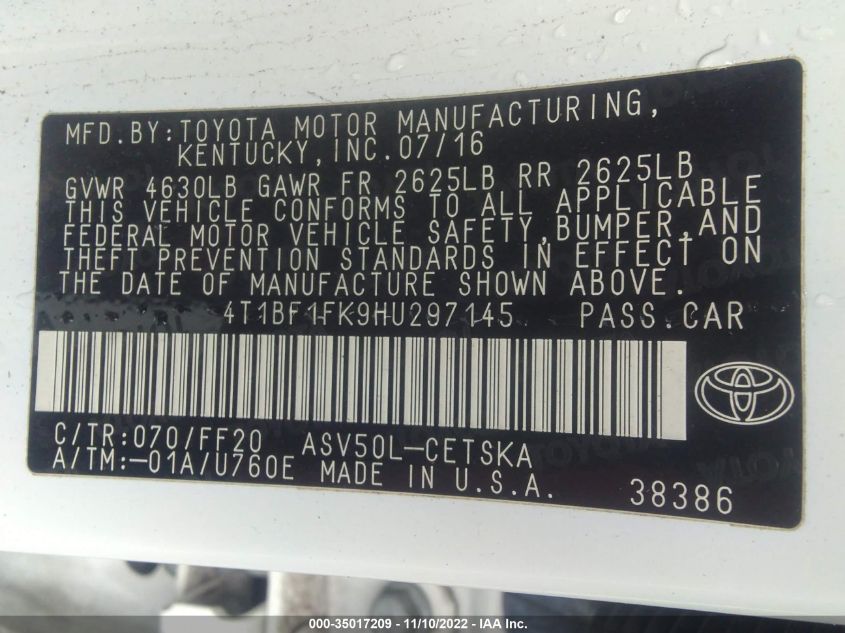 MFD.BY:TOYOTA MOTOR MANUFACTURING,
KENTUCKY,INC.07/16
GVWR 4630LB GAWR FR 2625LB RR 2625LB
THIS VEHICLE CONFORMS TO ALL APPLICABLE
FEDERAL MOTOR VEHICLE SAFETY,BUMPER,AND
THEFT PREVENTION STANDARDS IN EFFECT ON
THE DATE OF MANUFACTURE SHOWN ABOVE.
4T1BF1FK9HU297145 PASS.CAR
C/TR:070/FF20 ASV50L-CETSKA
A/TM:-01A/U760E MADE IN U.S.A. 38386
000-35017209 - 11/10/2022 - IAA Inc.